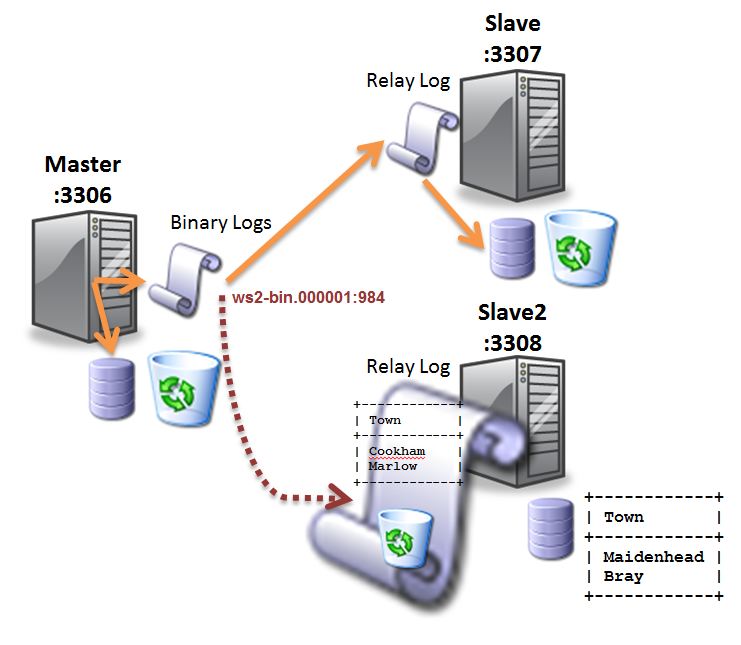 Slave
:3307
Relay Log
Master
:3306
Binary Logs
ws2-bin.000001:984
Slave2
:3308
Relay Log
+------------+
| Town       |
+------------+
| Cookham    |
| Marlow     |
+------------+
+------------+
| Town       |
+------------+
| Maidenhead |
| Bray       |
+------------+